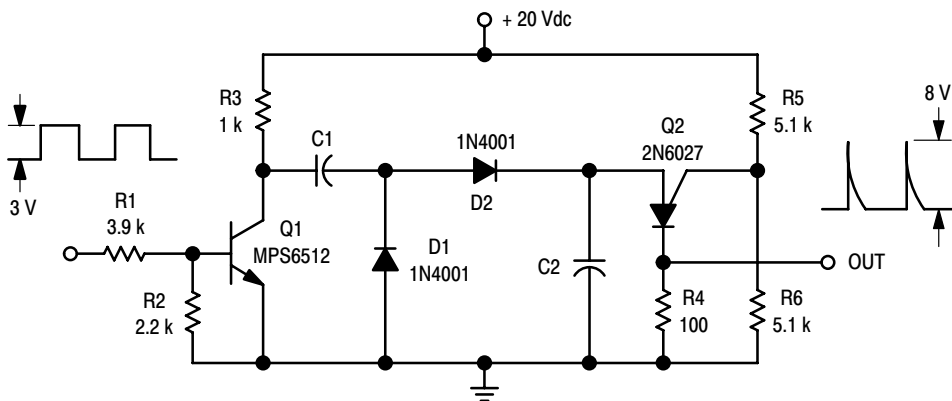 + 20 Vdc
R3
1 k
C1
1N4001
D2
Q2
2N6027
R5
5.1 k
8 V
3 V
R1
3.9 k
Q1
MPS6512
D1
1N4001
C2
OUT
R2
2.2 k
R4
100
R6
5.1 k